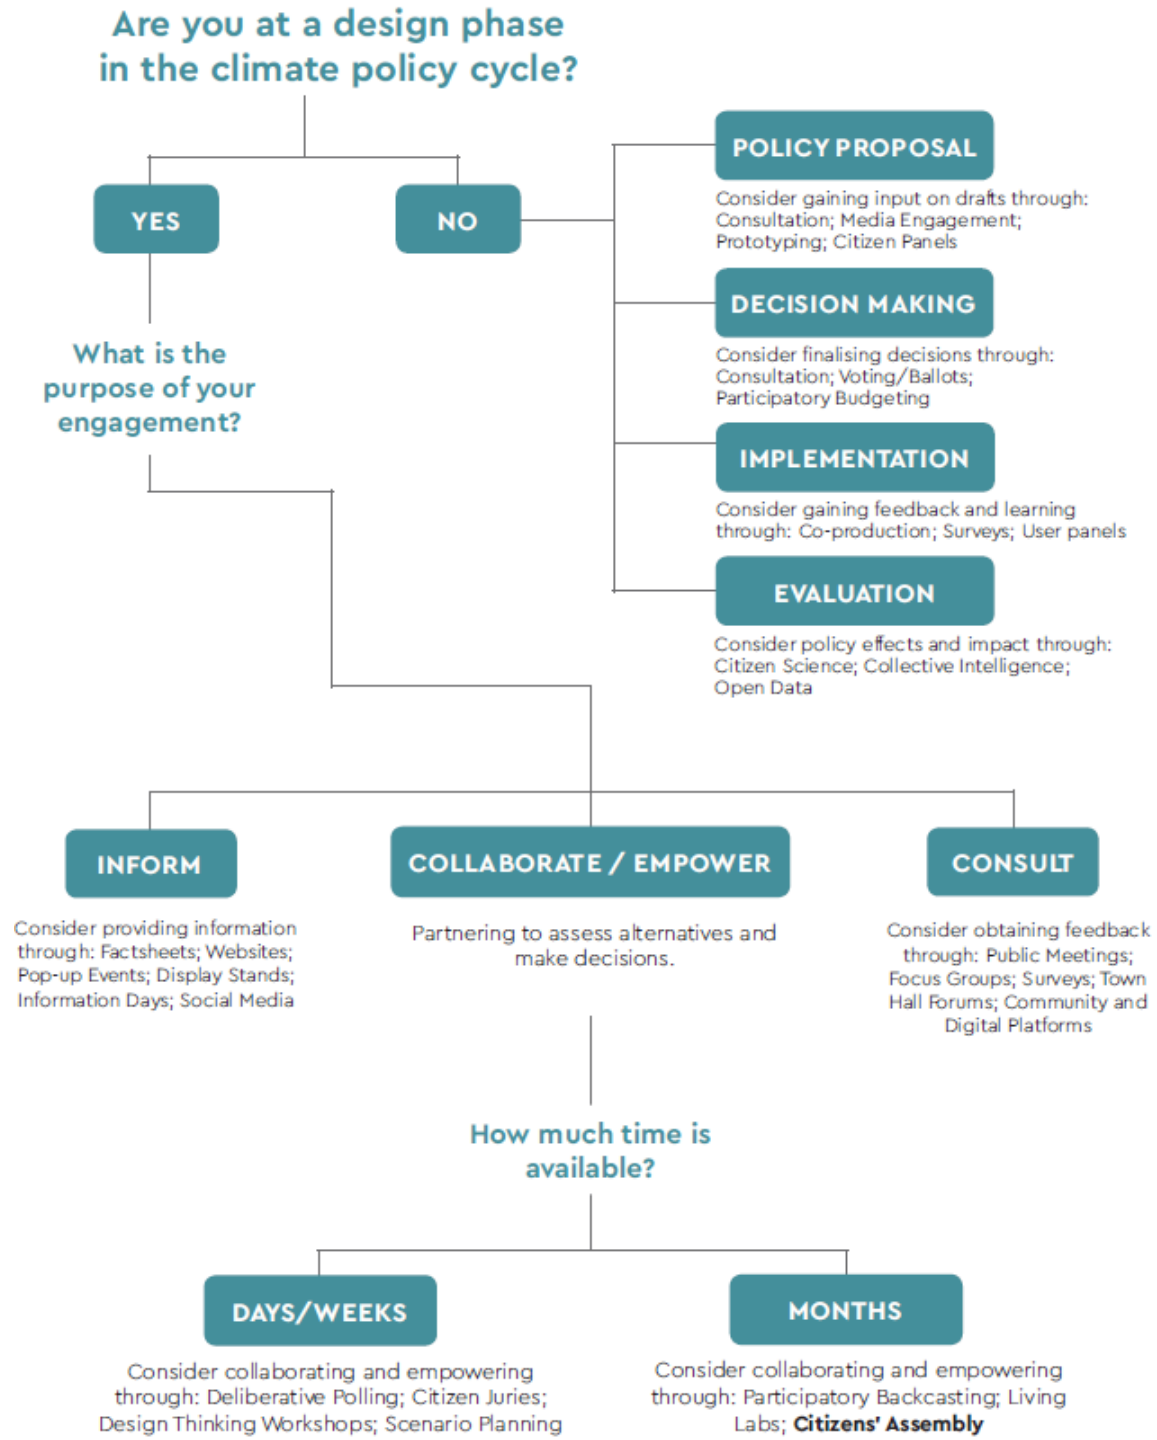 Are you at a design phase
in the climate policy cycle?
YES
NO
POLICY PROPOSAL
Consider gaining input on drafts through:
Consultation; Media Engagement;
Prototyping; Citizen Panels
DECISION MAKING
Consider finalising decisions through:
Consultation; Voting/Ballots;
Participatory Budgeting
IMPLEMENTATION
Consider gaining feedback and learning
through: Co-production; Surveys; User panels
EVALUATION
Consider policy effects and impact through:
Citizen Science; Collective Intelligence;
Open Data
What is the
purpose of your
engagement?
INFORM
Consider providing information
through: Factsheets; Websites;
Pop-up Events; Display Stands;
Information Days; Social Media
COLLABORATE / EMPOWER
Partnering to assess alternatives and
make decisions.
CONSULT
Consider obtaining feedback
through: Public Meetings;
Focus Groups; Surveys; Town
Hall Forums; Community and
Digital Platforms
How much time is
available?
DAYS/WEEKS
Consider collaborating and empowering
through: Deliberative Polling; Citizen Juries;
Design Thinking Workshops; Scenario Planning
MONTHS
Consider collaborating and empowering
through: Participatory Backcasting; Living
Labs; Citizens' Assembly